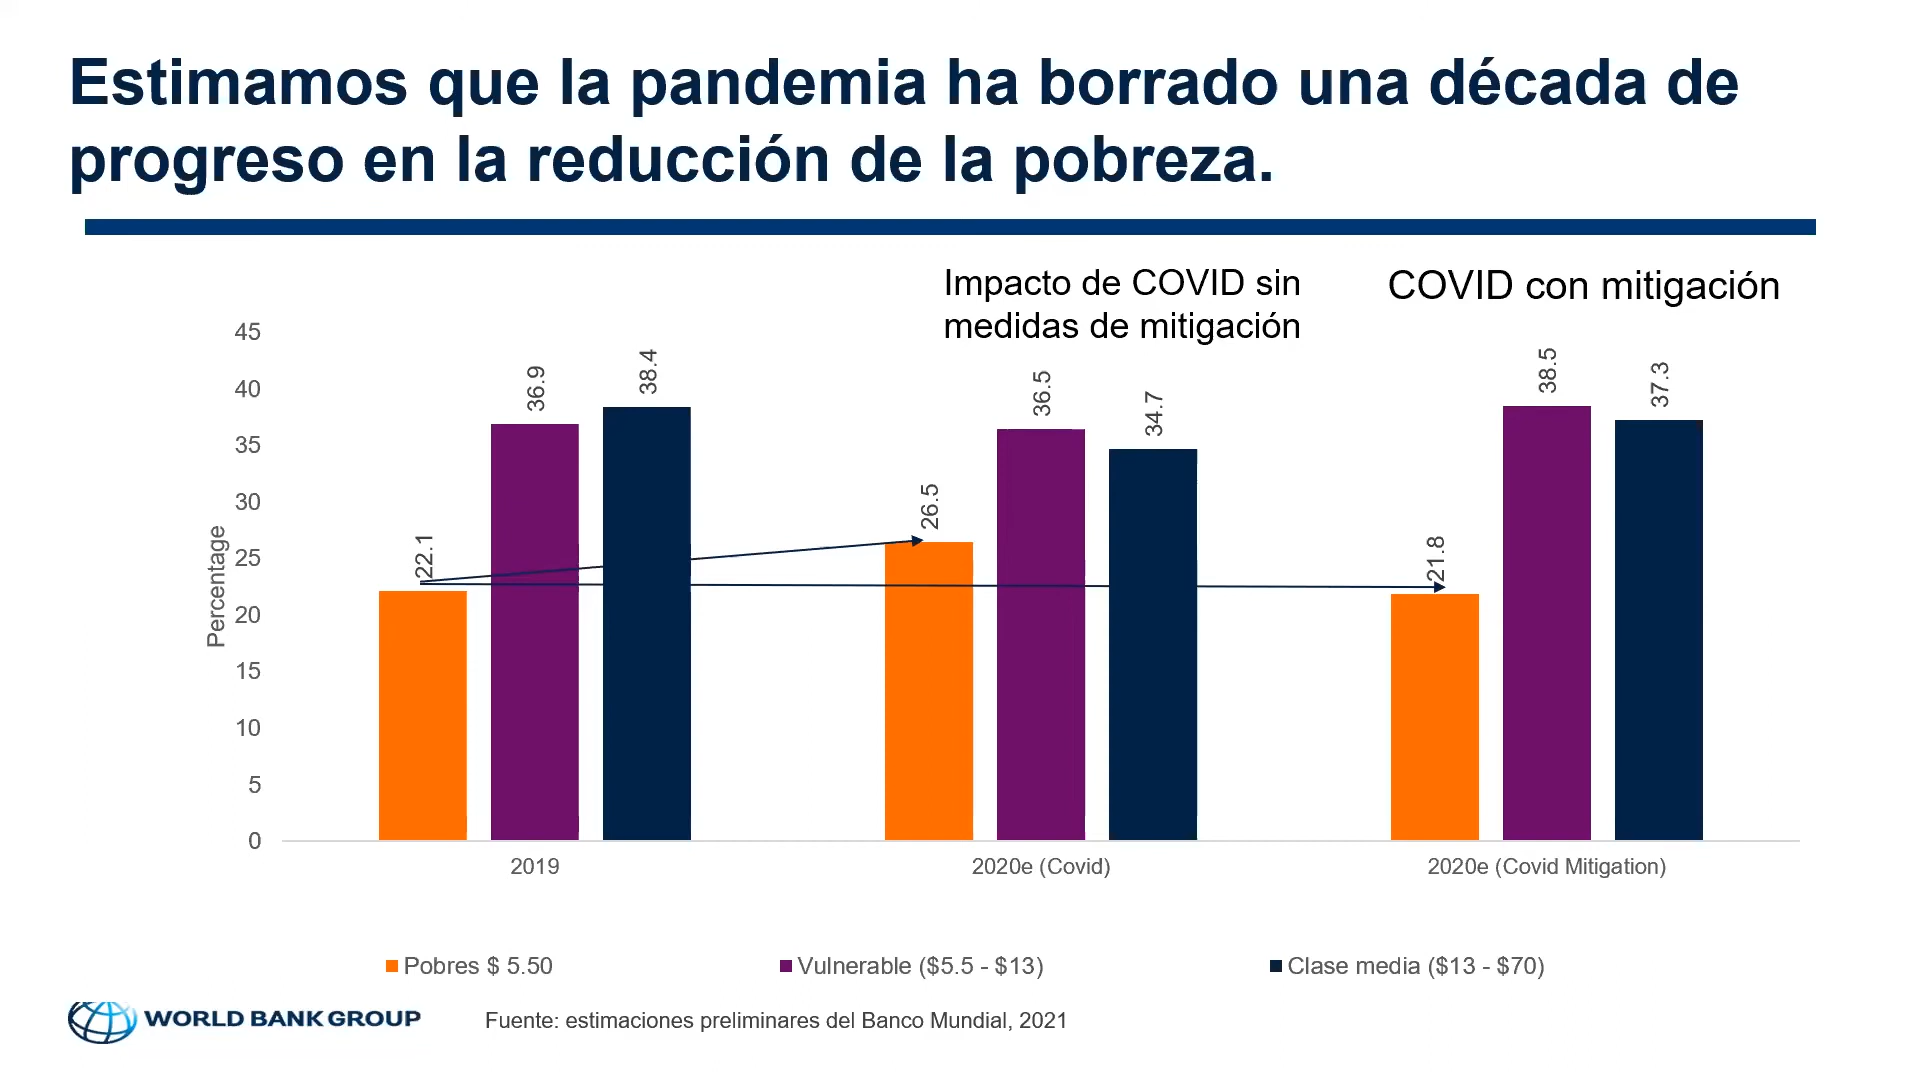 Estimamos que la pandemia ha borrado una década de
progreso en la reducción de la pobreza.
Impacto de COVID sin
medidas de mitigación
COVID con mitigación
Percentage
45
40
35
30
25
20
15
10
5
0
22.1
36.9
38.4
26.5
36.5
34.7
21.8
38.5
37.3
2019
2020e (Covid)
2020e (Covid Mitigation)
Pobres $ 5.50
Vulnerable ($5.5 - $13)
Clase media ($13 - $70)
WORLD BANK GROUP
Fuente: estimaciones preliminares del Banco Mundial, 2021